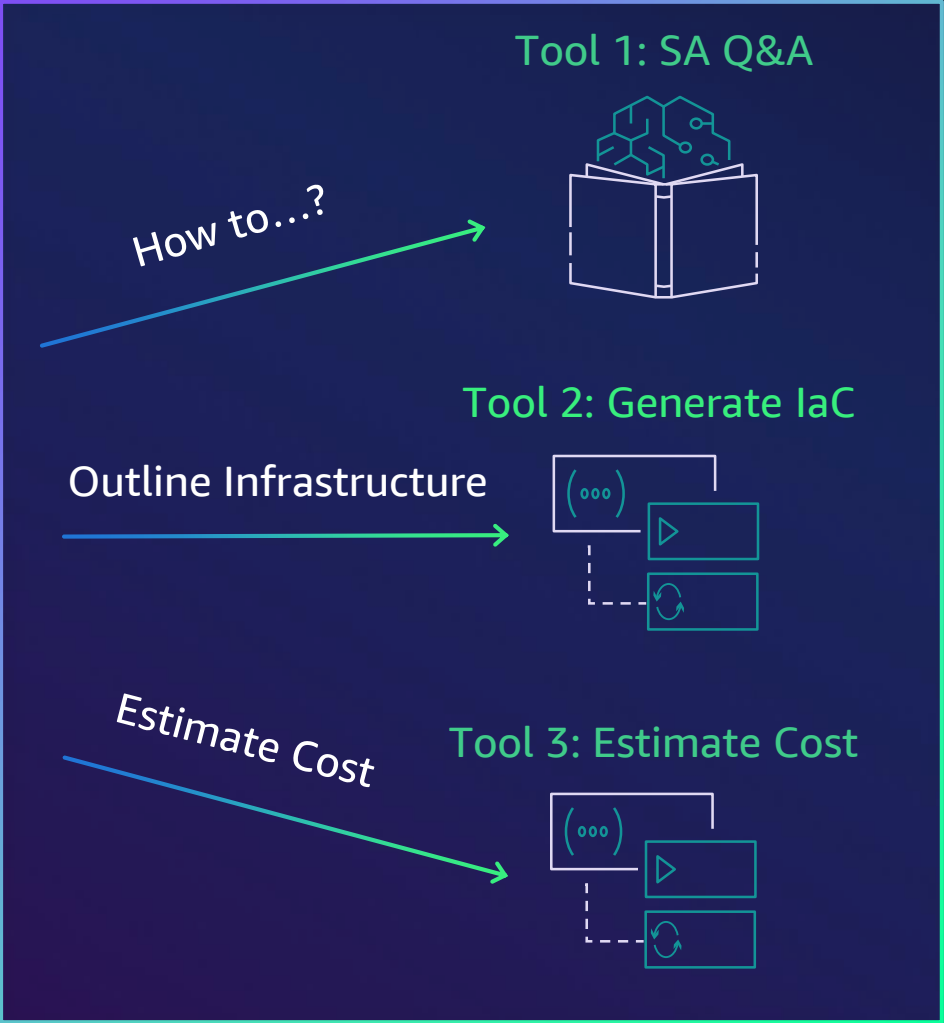 Tool 1: SA Q&A
How to...?
Tool 2: Generate IaC
Outline Infrastructure
Estimate Cost
Tool 3: Estimate Cost